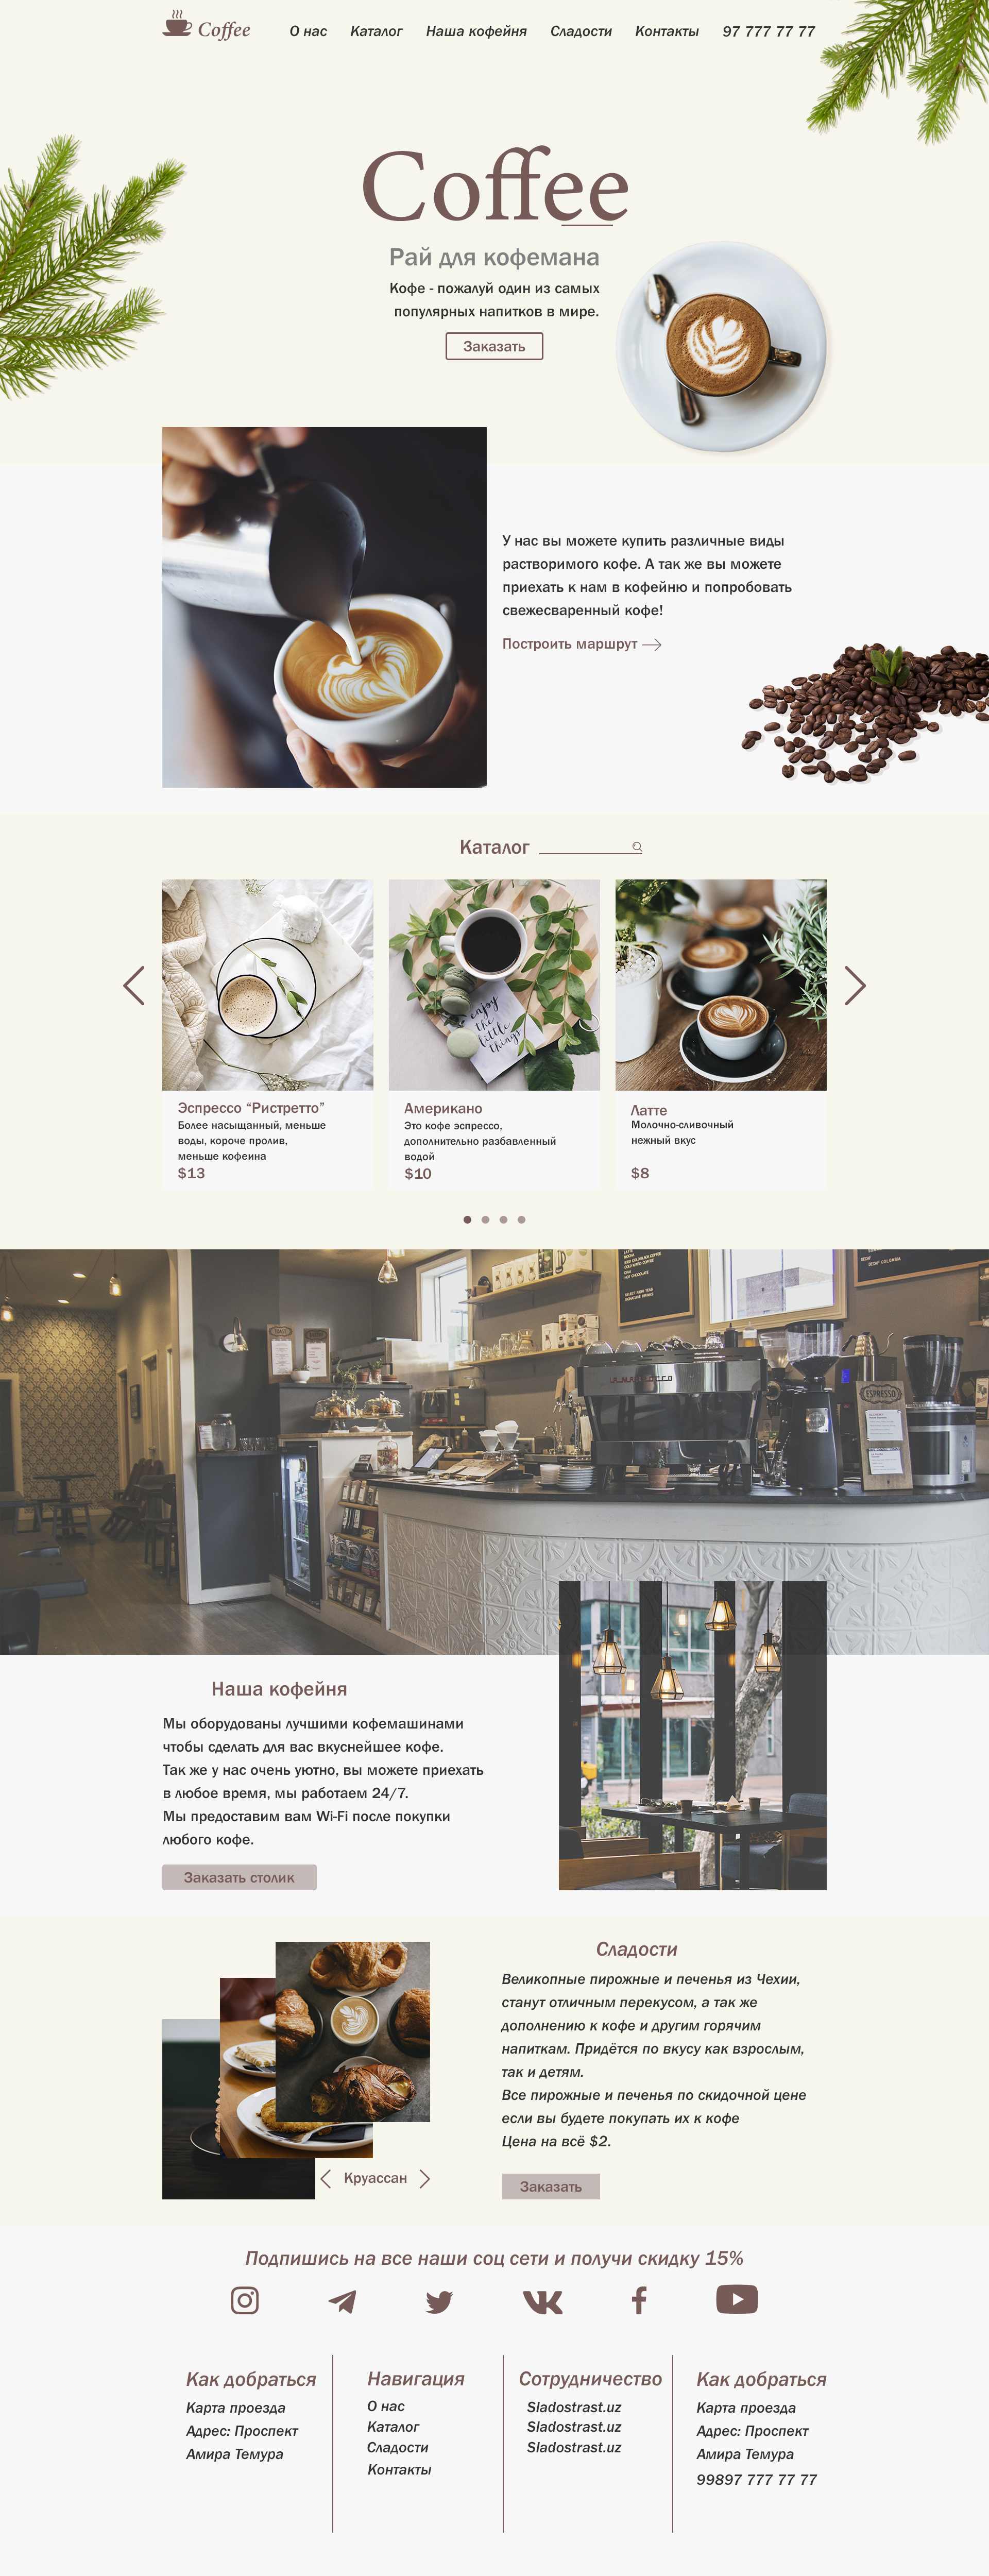 Coffee
О нас Каталог Наша кофейня Сладости Контакты 97 777 77 77
Coffee
Рай для кофемана
Кофе - пожалуй один из самых
популярных напитков в мире.
Заказать
У нас вы можете купить различные виды
растворимого кофе. А так же вы можете
приехать к нам в кофейню и попробовать
свежесваренный кофе!
Построить маршрут
Каталог
enjoy
the
little
things
Эспрессо “Ристретто”
Более насыщанный, меньше
воды, короче пролив,
меньше кофеина
$13
Американо
Это кофе эспрессо,
дополнительно разбавленный
водой
$10
Латте
Молочно-сливочный
нежный вкус
$8
ESPRESSO
Наша кофейня
Мы оборудованы лучшими кофемашинами
чтобы сделать для вас вкуснейшее кофе.
Так же у нас очень уютно, вы можете приехать
в любое время, мы работаем 24/7.
Мы предоставим вам Wi-Fi после покупки
любого кофе.
Заказать столик
Круассан
Сладости
Великопные пирожные и печенья из Чехии,
станут отличным перекусом, а так же
дополнению к кофе и другим горячим
напиткам. Придётся по вкусу как взрослым,
так и детям.
Все пирожные и печенья по скидочной цене
если вы будете покупать их к кофе
Цена на всё $2.
Заказать
Подпишись на все наши соц сети и получи скидку 15%
Как добраться
Карта проезда
Адрес: Проспект
Амира Темура
Навигация
О нас
Каталог
Сладости
Контакты
Сотрудничество
Sladostrast.uz
Sladostrast.uz
Sladostrast.uz
Как добраться
Карта проезда
Адрес: Проспект
Амира Темура
99897 777 77 77